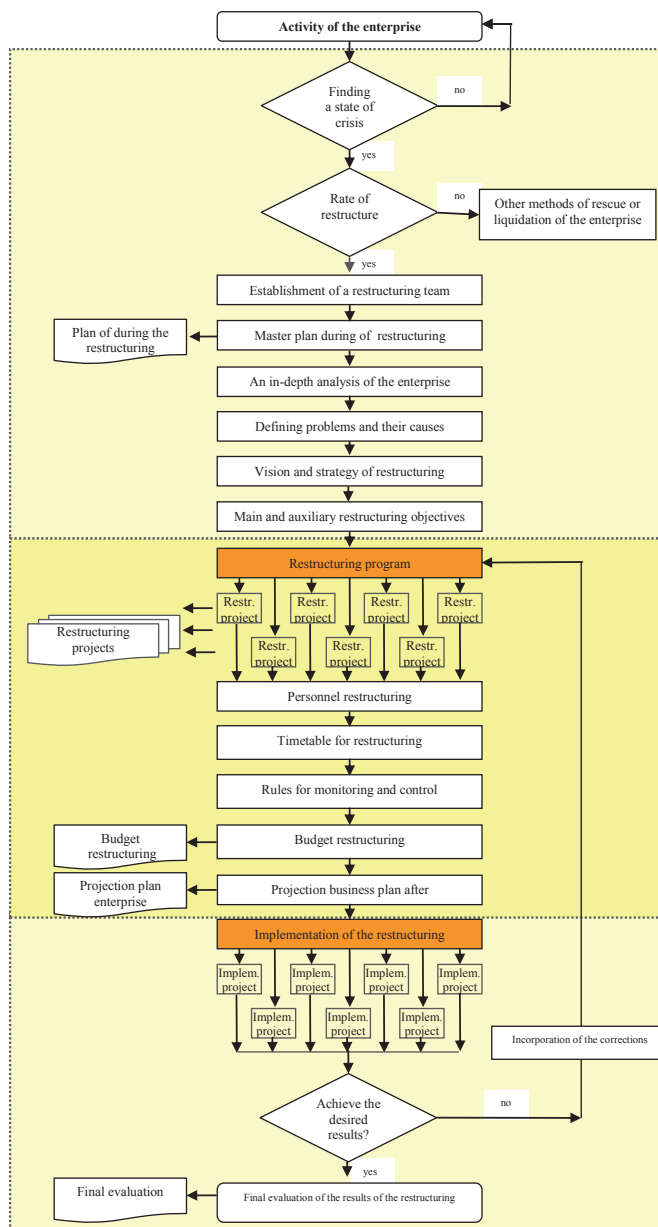 Activity of the enterprise
Finding
a state of
crisis
no
yes
Rate of
restructure
no
Other methods of rescue or
liquidation of the enterprise
yes
Establishment of a restructuring team
Plan of during the
restructuring
Master plan during of restructuring
An in-depth analysis of the enterprise
Defining problems and their causes
Vision and strategy of restructuring
Main and auxiliary restructuring objectives
Restructuring program
Restr.
project
Restr.
project
Restr.
project
Restr.
project
Restructuring
projects
Restr.
project
Restr.
project
Restr.
project
Personnel restructuring
Timetable for restructuring
Rules for monitoring and control
Budget
restructuring
Budget restructuring
Projection plan
enterprise
Projection business plan after
Implementation of the restructuring
Implem.
project
Implem.
project
Implem.
project
Implem.
project
Implem.
project
Implem.
project
Implem.
project
Incorporation of the corrections
Achieve the
desired
results?
no
yes
Final evaluation
Final evaluation of the results of the restructuring